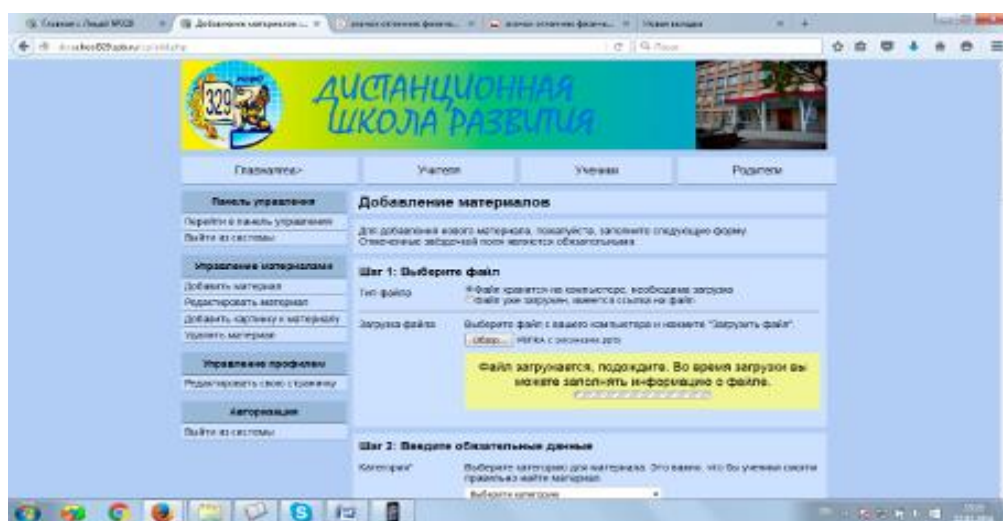 Добавление материалов ...
329
ДИСТАНЦИОННАЯ
ШКОЛА РАЗВИТИЯ
Учителя
Ученики
Родители
Панель управления
Перейти в панель управления
Выйти из системы
Управление материалами
Добавить материал
Редактировать материал
Добавить картинку к материалу
Удалить материал
Управление профилем
Редактировать свою страничку
Авторизация
Выйти из системы
Добавление материалов
Для добавления нового материала, пожалуйста, заполните следующую форму.
Отмеченные звёздочкой поля являются обязательными.
Шаг 1: Выберите файл
Тип файла
Файл хранится на компьютере, необходима загрузка
Файл уже загружен, имеется ссылка на файл
Загрузка файла
Выберите файл с вашего компьютера и нажмите "Загрузить файл".
Обзор...
Файл загружается, подождите. Во время загрузки вы
можете заполнять информацию о файле.
Шаг 2: Введите обязательные данные
Категории*
Выберите категорию для материала. Это важно, что бы ученики смогли
правильно найти материал.
Выберите категорию